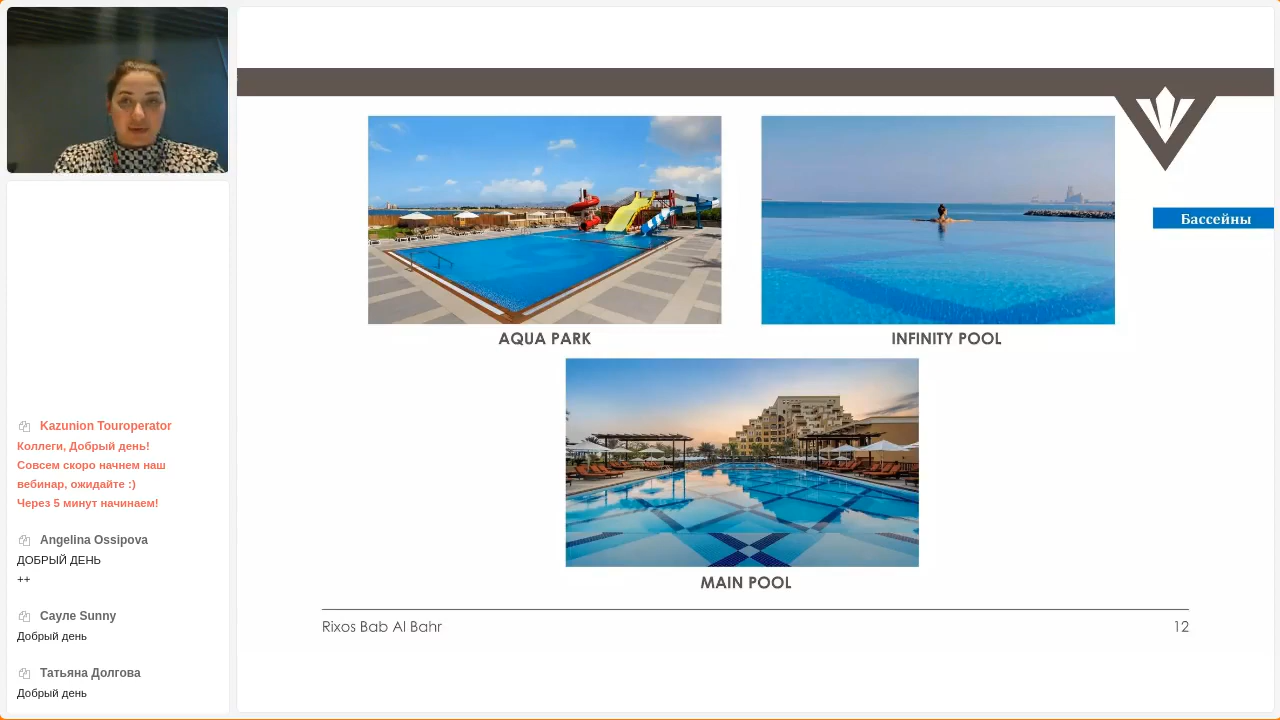 Kazunion Touroperator
Коллеги, Добрый день!
Совсем скоро начнем наш
вебинар, ожидайте :)
Через 5 минут начинаем!
Angelina Ossipova
ДОБРЫЙ ДЕНЬ
++
Сауле Sunny
Добрый день
Татьяна Долгова
Добрый день
Бассейны
AQUA PARK
INFINITY POOL
MAIN POOL
Rixos Bab Al Bahr
12